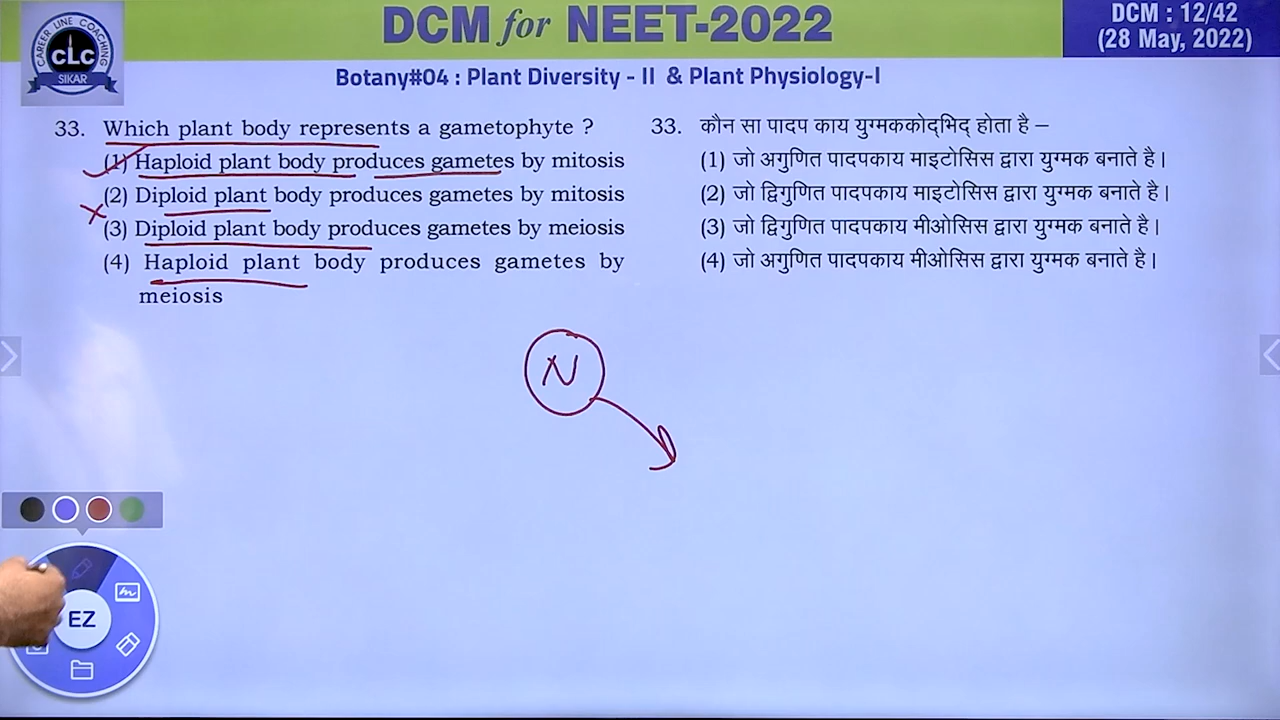 CAREER LINE COACHING
CLC
SIKAR
DCM for NEET-2022
DCM : 12/42
(28 May, 2022)
Botany#04 : Plant Diversity - II & Plant Physiology-I
33. Which plant body represents a gametophyte ?
(1) Haploid plant body produces gametes by mitosis
(2) Diploid plant body produces gametes by mitosis
(3) Diploid plant body produces gametes by meiosis
(4) Haploid plant body produces gametes by
meiosis
33. कौन सा पादप काय युग्मककोद्भिद् होता है –
(1) जो अगुणित पादपकाय माइटोसिस द्वारा युग्मक बनाते है।
(2) जो द्विगुणित पादपकाय माइटोसिस द्वारा युग्मक बनाते है।
(3) जो द्विगुणित पादपकाय मीओसिस द्वारा युग्मक बनाते है।
(4) जो अगुणित पादपकाय मीओसिस द्वारा युग्मक बनाते है।
N
EZ